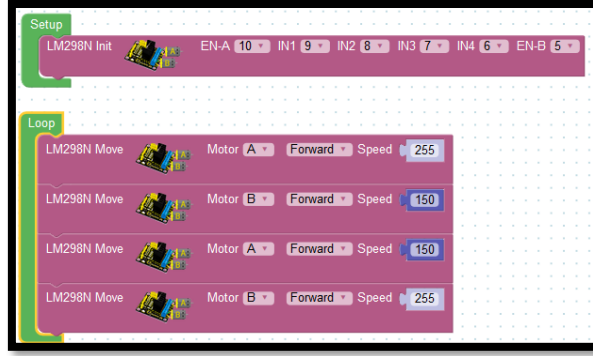 Setup
LM298N Init EN-A 10 IN1 9 IN2 8 IN3 7 IN4 6 EN-B 5
Loop
LM298N Move Motor A Forward Speed 255
LM298N Move Motor B Forward Speed 150
LM298N Move Motor A Forward Speed 150
LM298N Move Motor B Forward Speed 255